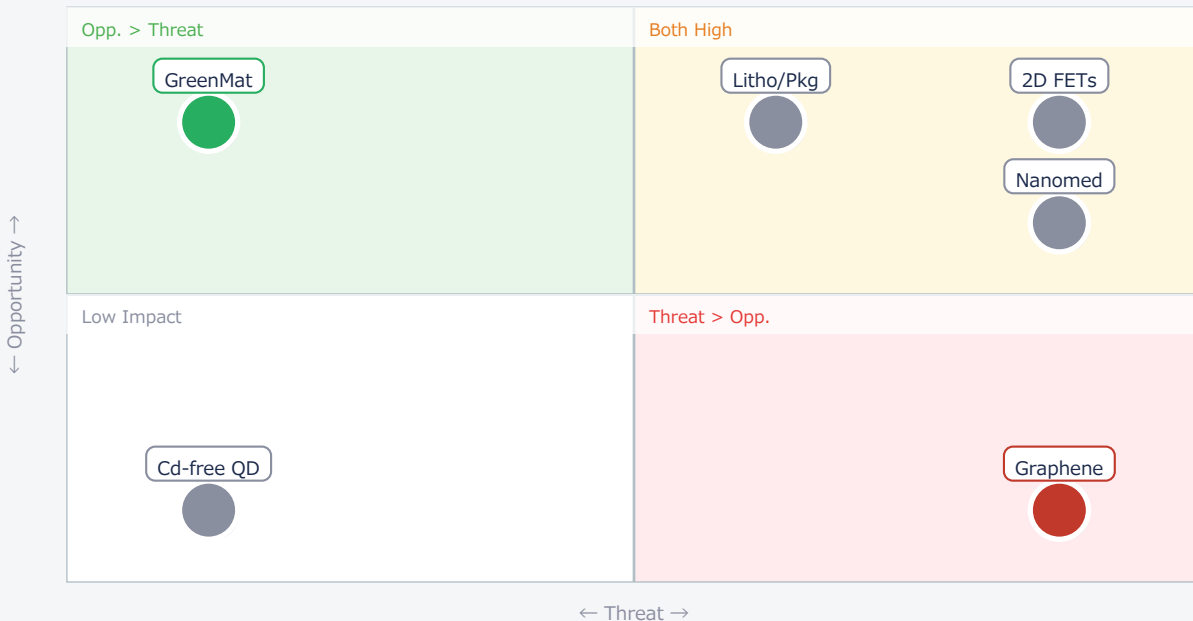 Opp. > Threat
Both High
GreenMat
Litho/Pkg
2D FETs
Nanomed
← Opportunity →
Low Impact
Threat > Opp.
Cd-free QD
Graphene
← Threat →